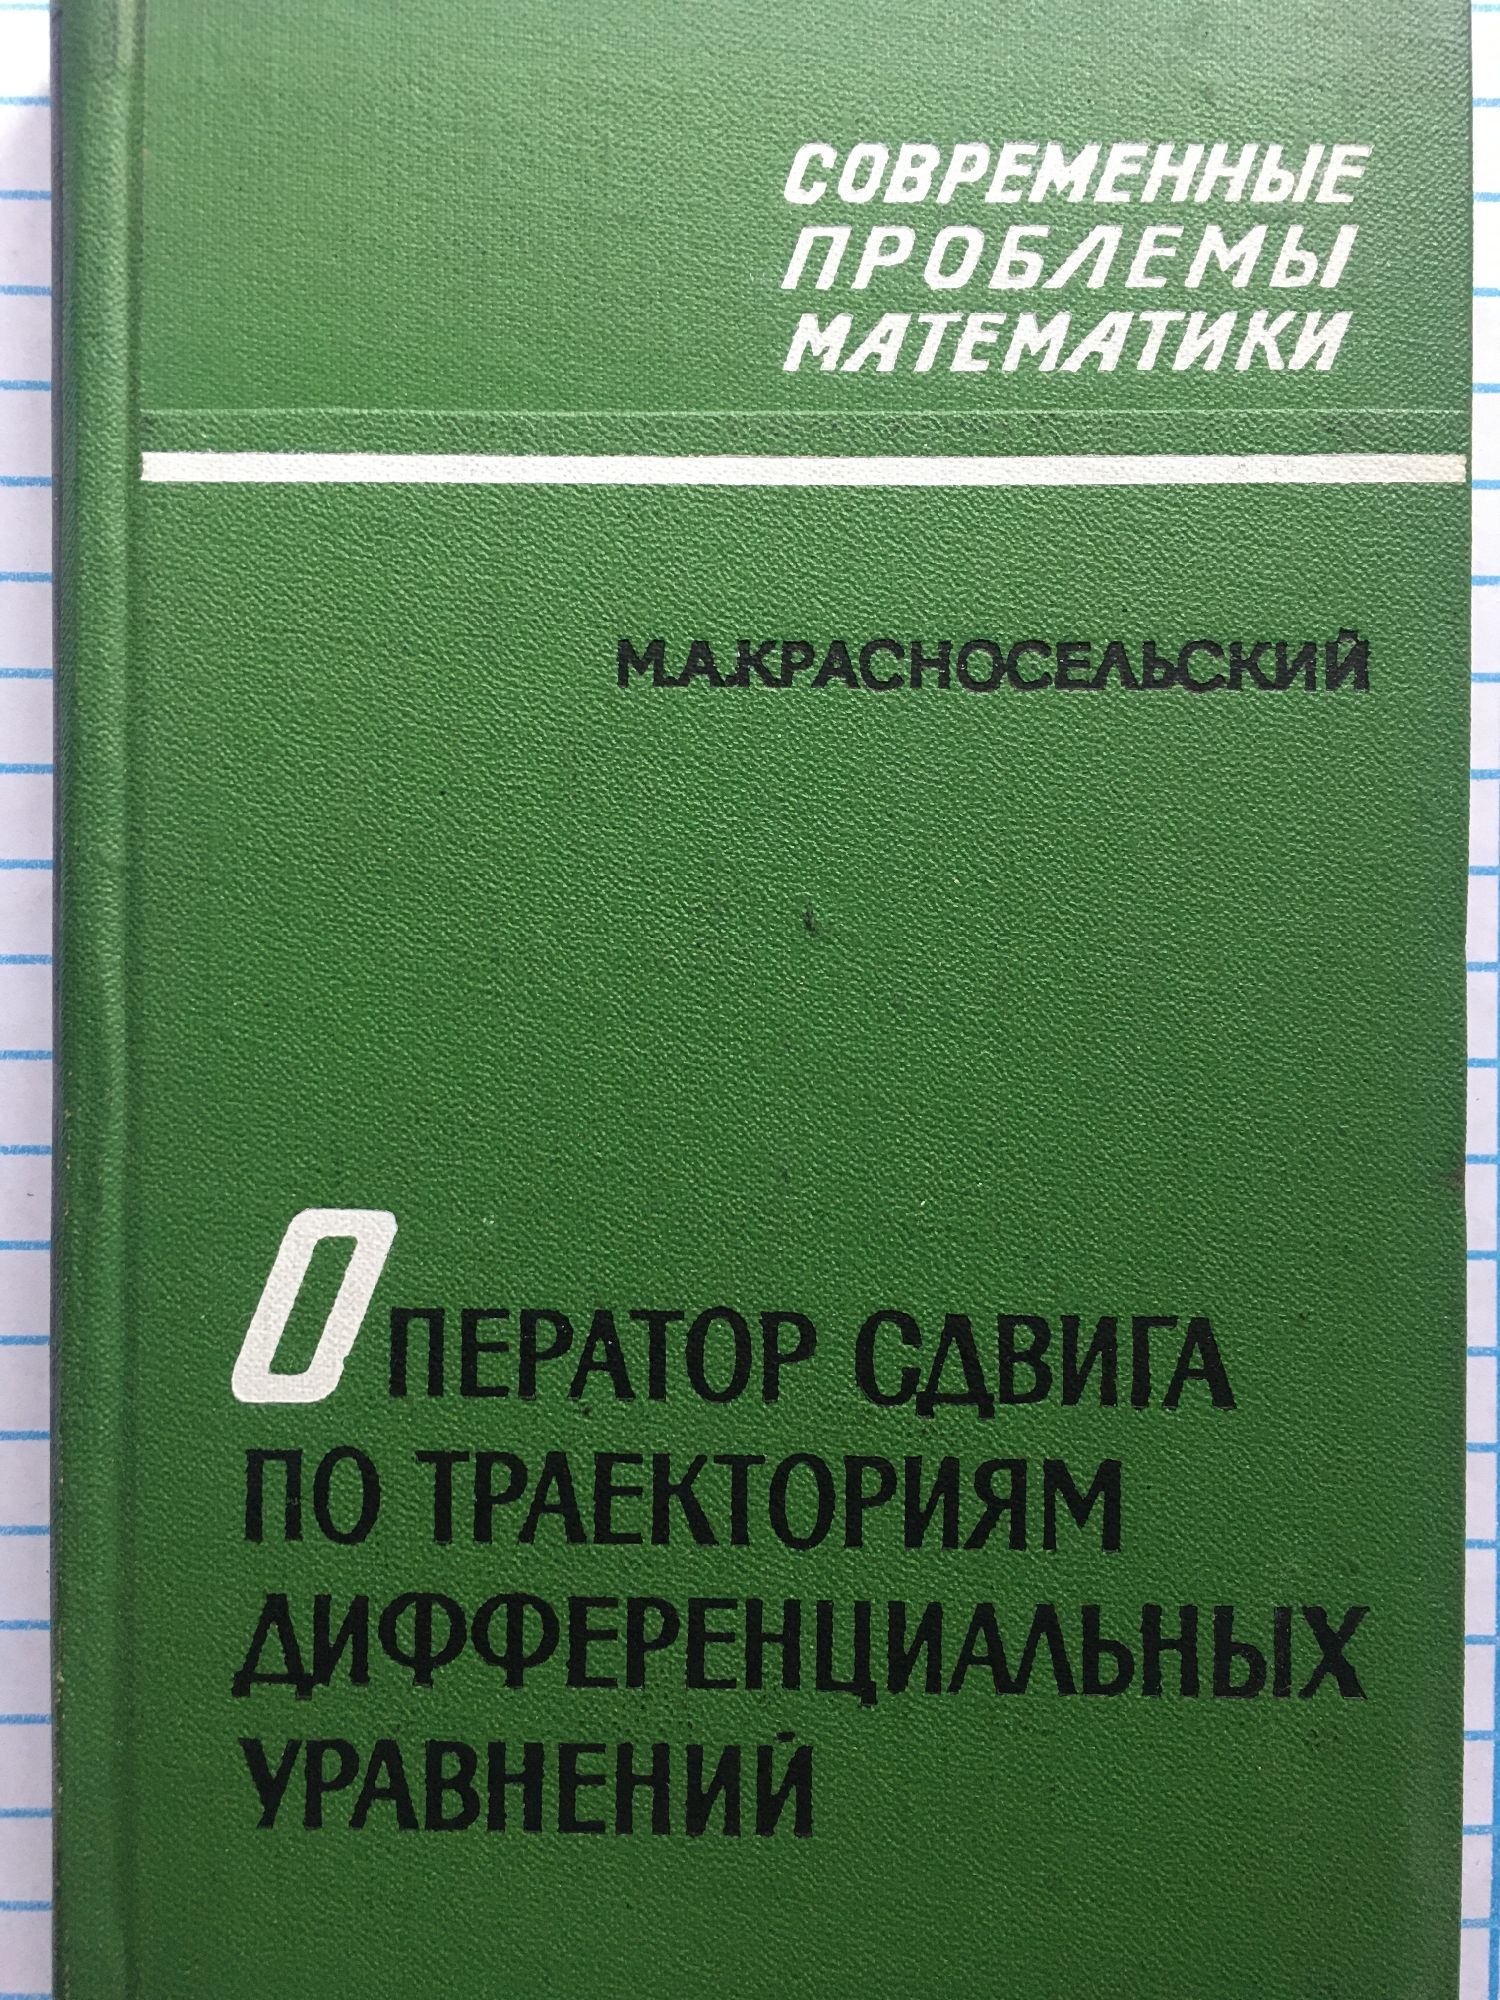 СОВРЕМЕННЫЕ
ПРОБЛЕМЫ
МАТЕМАТИКИ
М.А.КРАСНОСЕЛЬСКИЙ
ОПЕРАТОР СДВИГА
ПО ТРАЕКТОРИЯМ
ДИФФЕРЕНЦИАЛЬНЫХ
УРАВНЕНИЙ